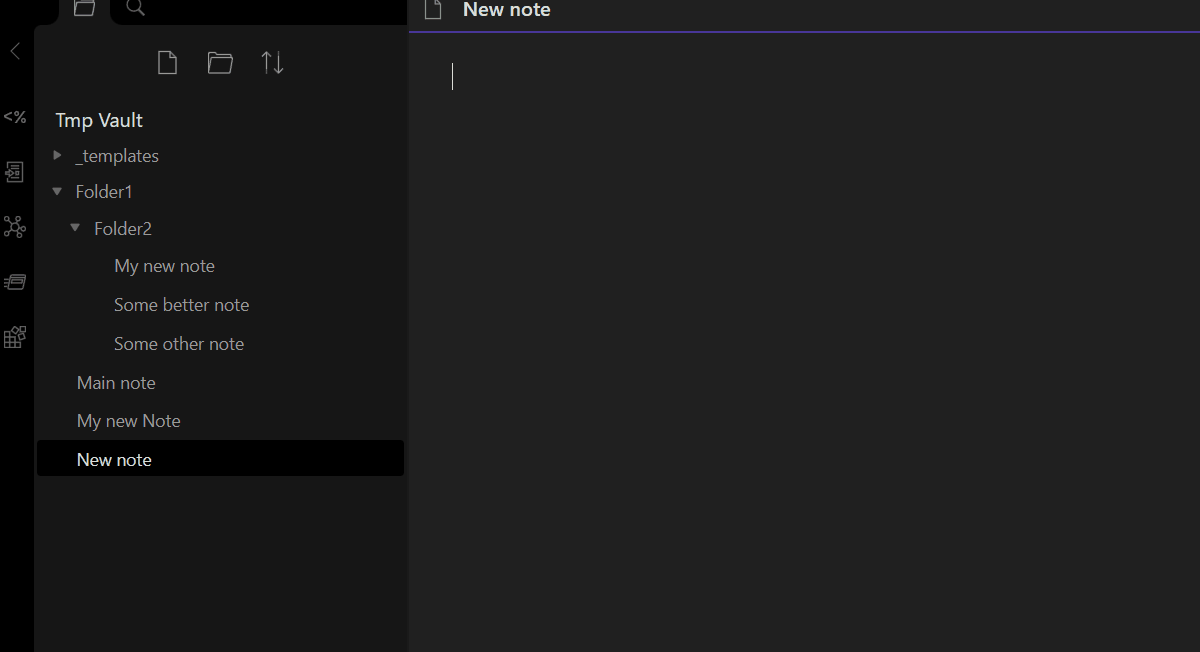 New note
Tmp Vault
<%
_templates
Folder1
Folder2
My new note
Some better note
Some other note
Main note
My new Note
New note